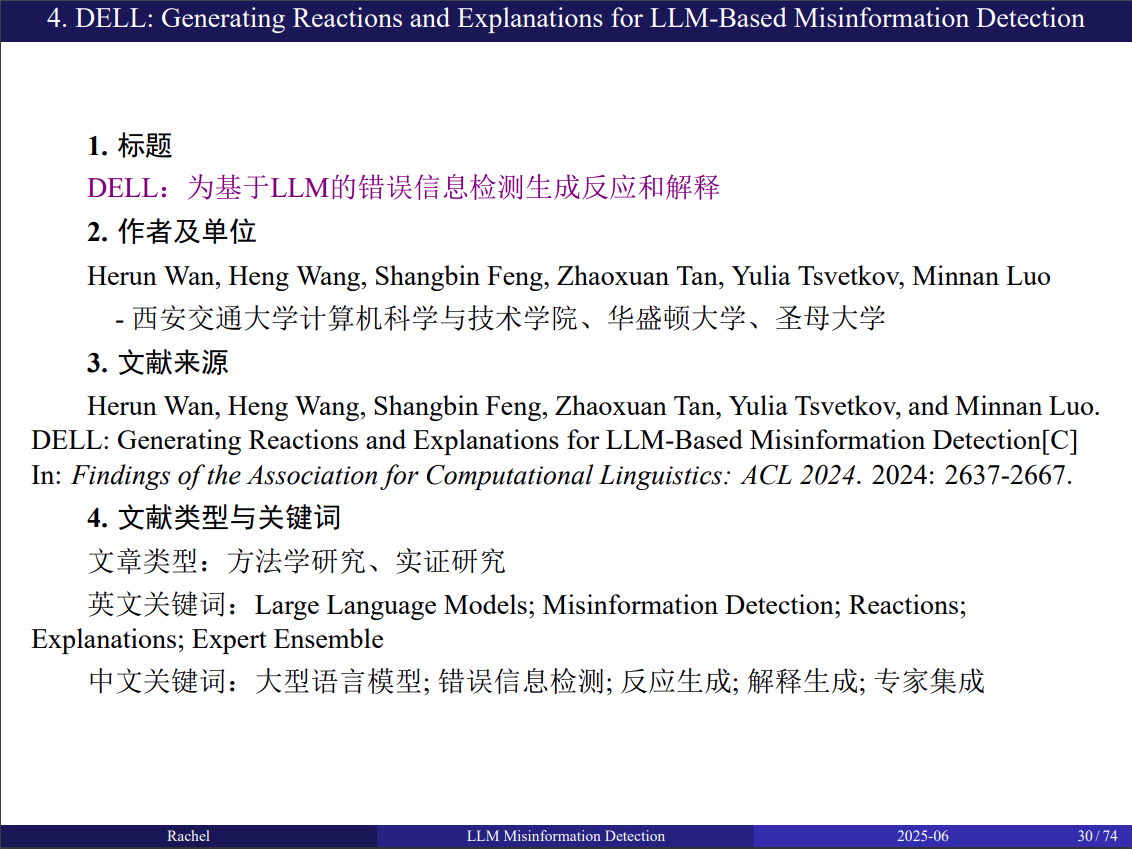 4. DELL: Generating Reactions and Explanations for LLM-Based Misinformation Detection
1. 标题
DELL：为基于LLM的错误信息检测生成反应和解释
2. 作者及单位
Herun Wan, Heng Wang, Shangbin Feng, Zhaoxuan Tan, Yulia Tsvetkov, Minnan Luo
- 西安交通大学计算机科学与技术学院、华盛顿大学、圣母大学
3. 文献来源
Herun Wan, Heng Wang, Shangbin Feng, Zhaoxuan Tan, Yulia Tsvetkov, and Minnan Luo.
DELL: Generating Reactions and Explanations for LLM-Based Misinformation Detection[C]
In: Findings of the Association for Computational Linguistics: ACL 2024. 2024: 2637-2667.
4. 文献类型与关键词
文章类型：方法学研究、实证研究
英文关键词：Large Language Models; Misinformation Detection; Reactions;
Explanations; Expert Ensemble
中文关键词：大型语言模型; 错误信息检测; 反应生成; 解释生成; 专家集成
Rachel LLM Misinformation Detection 2025-06 30 / 74